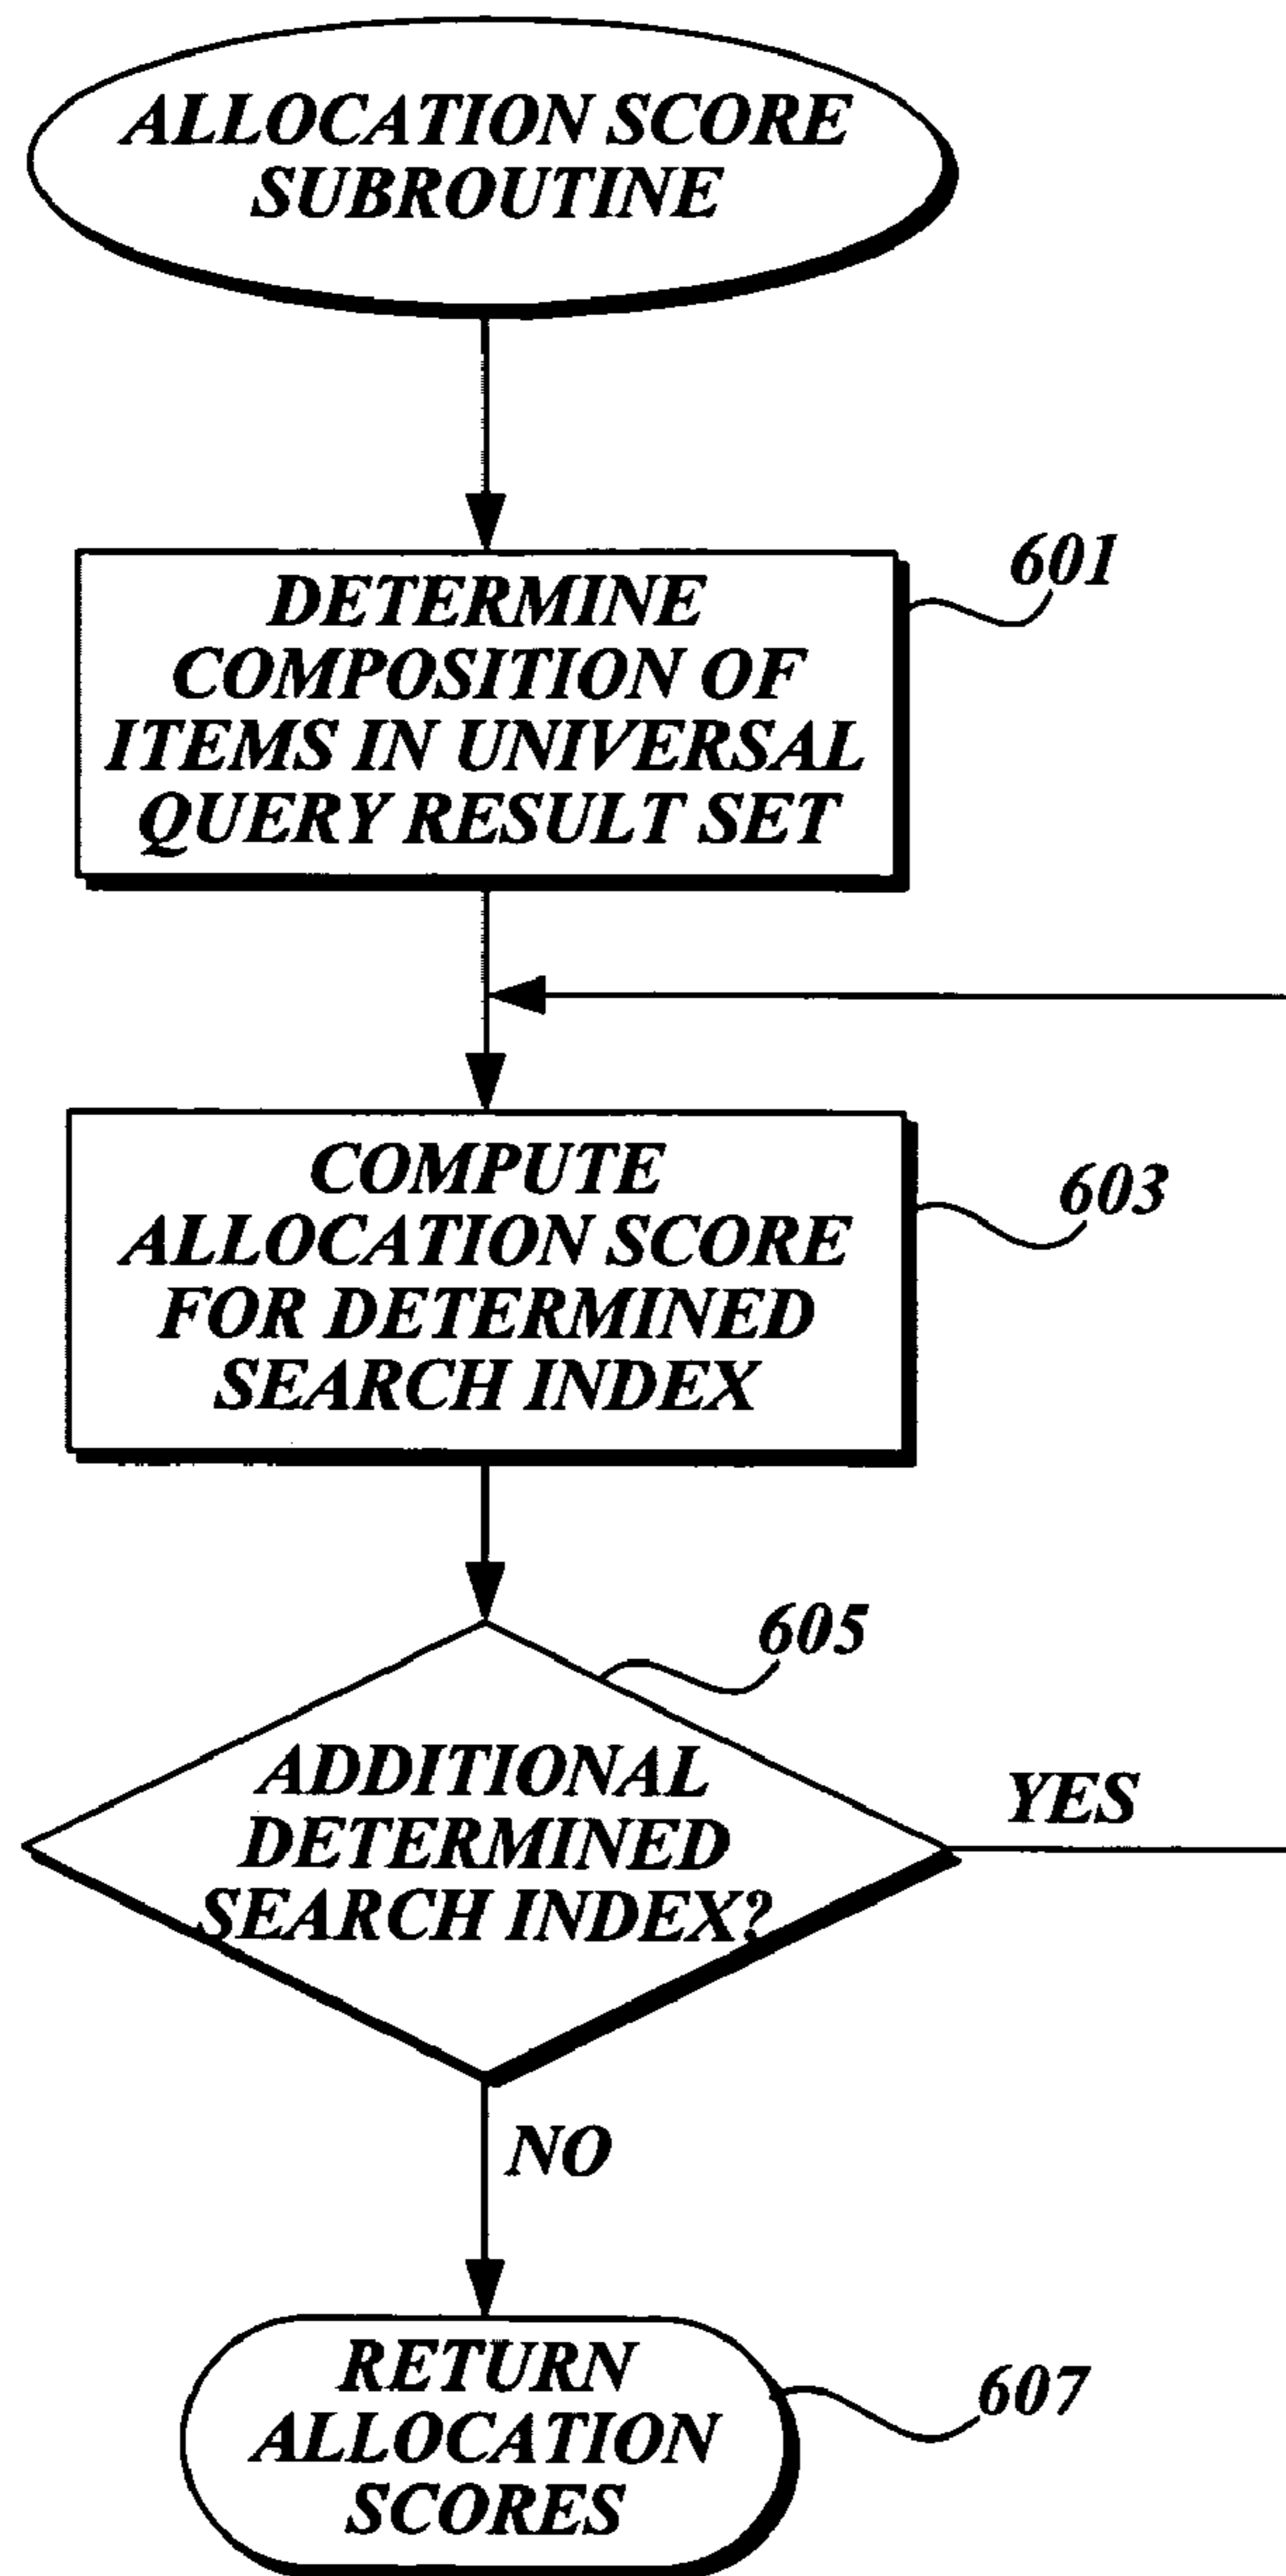 ALLOCATION SCORE
SUBROUTINE
601
DETERMINE
COMPOSITION OF
ITEMS IN UNIVERSAL
QUERY RESULT SET
603
COMPUTE
ALLOCATION SCORE
FOR DETERMINED
SEARCH INDEX
605
ADDITIONAL
DETERMINED
SEARCH INDEX?
YES
NO
607
RETURN
ALLOCATION
SCORES